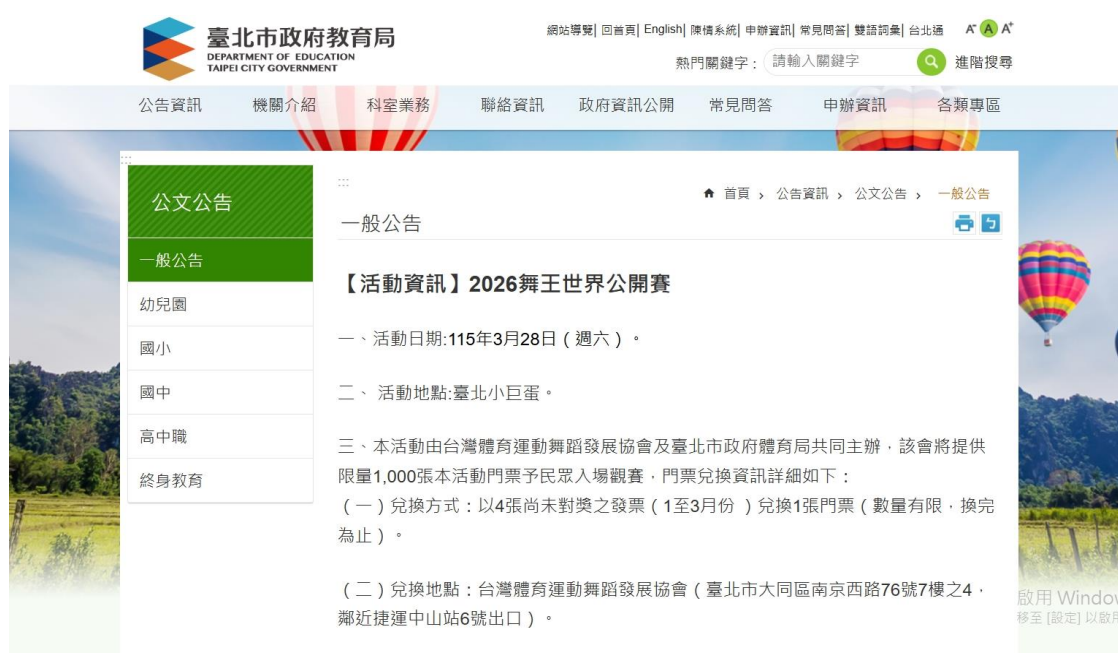 臺北市政府教育局
DEPARTMENT OF EDUCATION
TAIPEI CITY GOVERNMENT
網站導覽| 回首頁| English| 陳情系統| 申辦資訊| 常見問答| 雙語詞彙| 台北通 A- A A+
熱門關鍵字： 請輸入關鍵字 進階搜尋
公告資訊 機關介紹 科室業務 聯絡資訊 政府資訊公開 常見問答 申辦資訊 各類專區
:::
公文公告
一般公告
幼兒園
國小
國中
高中職
終身教育
:::
首頁 › 公告資訊 › 公文公告 › 一般公告
一般公告
【活動資訊】2026舞王世界公開賽
一、活動日期:115年3月28日（週六）。
二、 活動地點:臺北小巨蛋。
三、本活動由台灣體育運動舞蹈發展協會及臺北市政府體育局共同主辦，該會將提供
限量1,000張本活動門票予民眾入場觀賽，門票兌換資訊詳細如下：
（一）兌換方式：以4張尚未對獎之發票（1至3月份 ）兌換1張門票（數量有限，換完
為止）。
（二）兌換地點：台灣體育運動舞蹈發展協會（臺北市大同區南京西路76號7樓之4，
鄰近捷運中山站6號出口）。
啟用 Window
移至 [設定] 以啟用